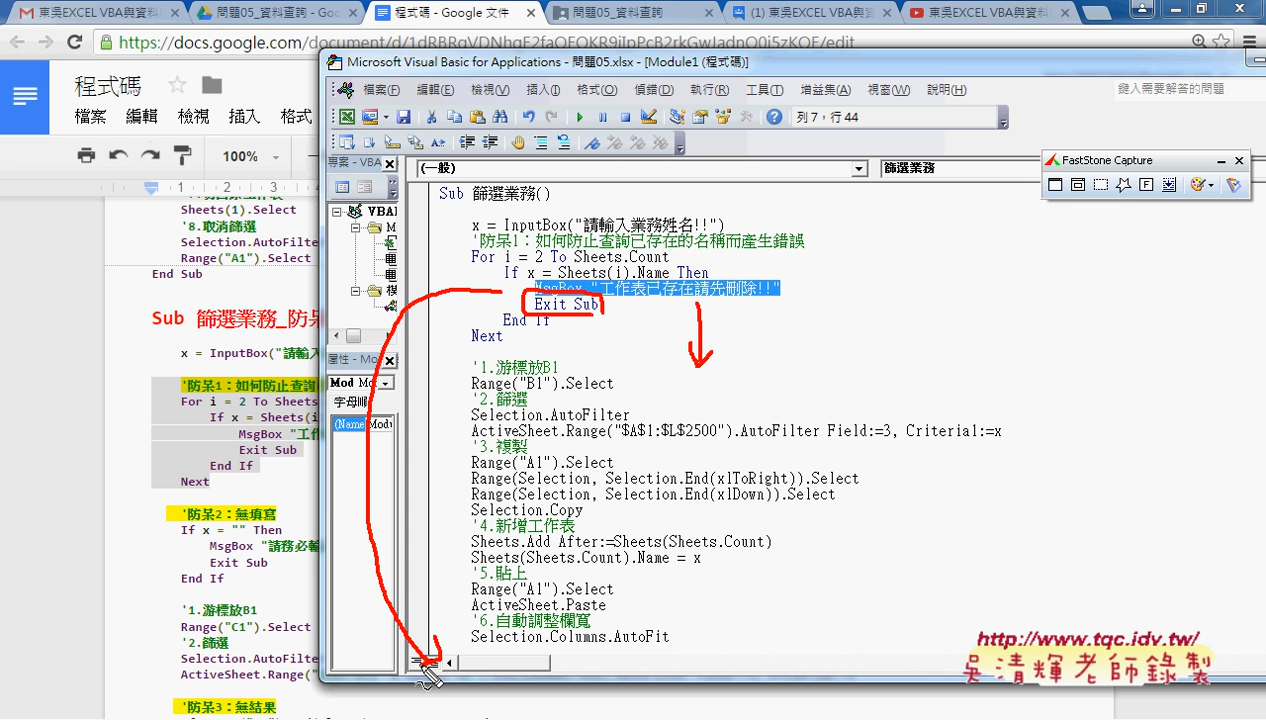 東吳EXCEL VBA與資料
問題05_資料查詢 - Goo
程式碼 - Google 文件
問題05_資料查詢
(1) 東吳EXCEL VBA與資
東吳EXCEL VBA與資料
Microsoft Visual Basic for Applications - 問題05.xlsx - [Module1 (程式碼)]
程式碼
檔案 編輯 檢視 插入 格式
100%
1 2 3
Sheets(1).Select
'8.取消篩選
Selection.AutoFilte
Range("A1").Select
End Sub
Sub 篩選業務_防呆
x = InputBox("請輸入
'防呆1：如何防止查詢
For i = 2 To Sheets
If x = Sheets(i
MsgBox "工作
Exit Sub
End If
Next
'防呆2：無填寫
If x = "" Then
MsgBox "請務必輸
Exit Sub
End If
'1.游標放B1
Range("C1").Select
'2.篩選
Selection.AutoFilte
ActiveSheet.Range("
'防呆3：無結果
檔案(F) 編輯(E) 檢視(V) 插入(I) 格式(O) 偵錯(D) 執行(R) 工具(T) 增益集(A) 視窗(W) 說明(H)
鍵入需要解答的問題
列 7，行 44
專案 - VBA
VBA
屬性 - Mo
Mod Mo
字母順
(Name) Modu
(一般)
篩選業務
FastStone Capture
Sub 篩選業務()
x = InputBox("請輸入業務姓名!!")
'防呆1：如何防止查詢已存在的名稱而產生錯誤
For i = 2 To Sheets.Count
If x = Sheets(i).Name Then
MsgBox "工作表已存在請先刪除!!"
Exit Sub
End If
Next
'1.游標放B1
Range("B1").Select
'2.篩選
Selection.AutoFilter
ActiveSheet.Range("$A$1:$L$2500").AutoFilter Field:=3, Criteria1:=x
'3.複製
Range("A1").Select
Range(Selection, Selection.End(xlToRight)).Select
Range(Selection, Selection.End(xlDown)).Select
Selection.Copy
'4.新增工作表
Sheets.Add After:=Sheets(Sheets.Count)
Sheets(Sheets.Count).Name = x
'5.貼上
Range("A1").Select
ActiveSheet.Paste
'6.自動調整欄寬
Selection.Columns.AutoFit
http://www.tqc.idv.tw/
吳清輝老師錄製